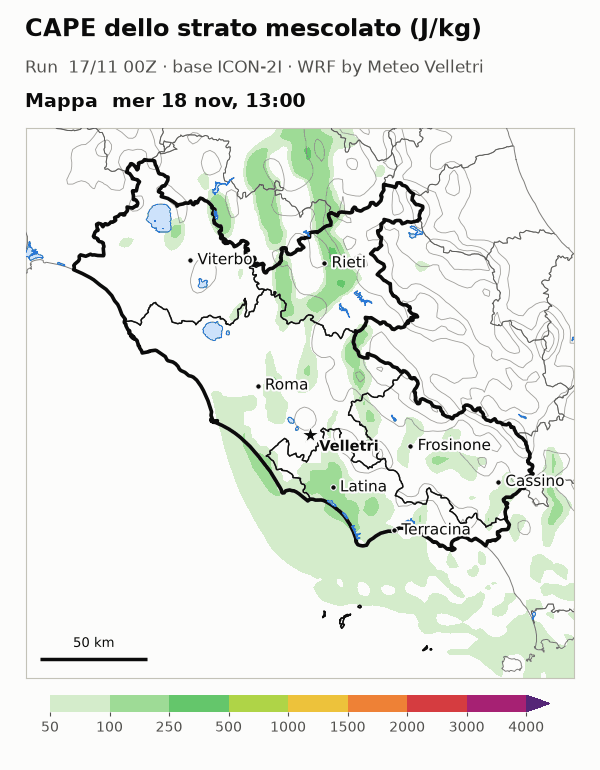 CAPE dello strato mescolato (J/kg)
Run 17/11 00Z · base ICON-2I · WRF by Meteo Velletri
Mappa mer 18 nov, 13:00
Viterbo
Rieti
Roma
Velletri
Frosinone
Latina
Cassino
Terracina
50 km
50 100 250 500 1000 1500 2000 3000 4000